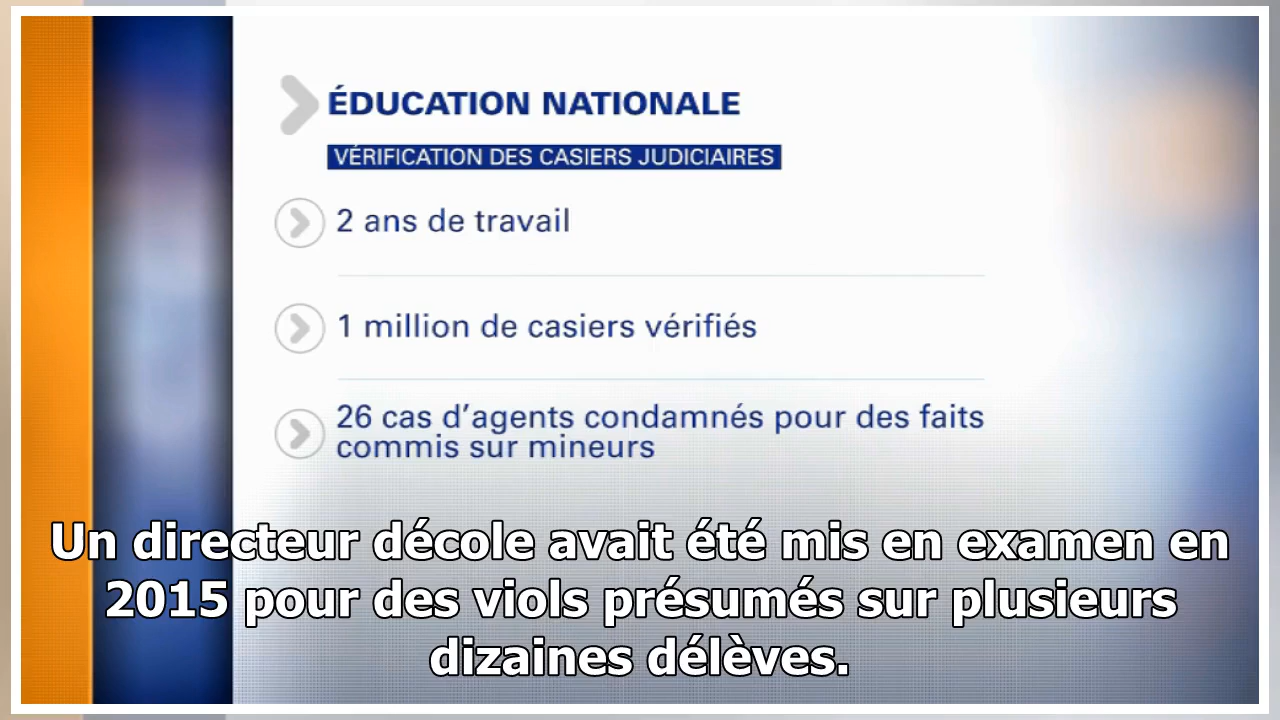 ÉDUCATION NATIONALE
VÉRIFICATION DES CASIERS JUDICIAIRES
2 ans de travail
1 million de casiers vérifiés
26 cas d’agents condamnés pour des faits
commis sur mineurs
Un directeur décole avait été mis en examen en
2015 pour des viols présumés sur plusieurs
dizaines délèves.